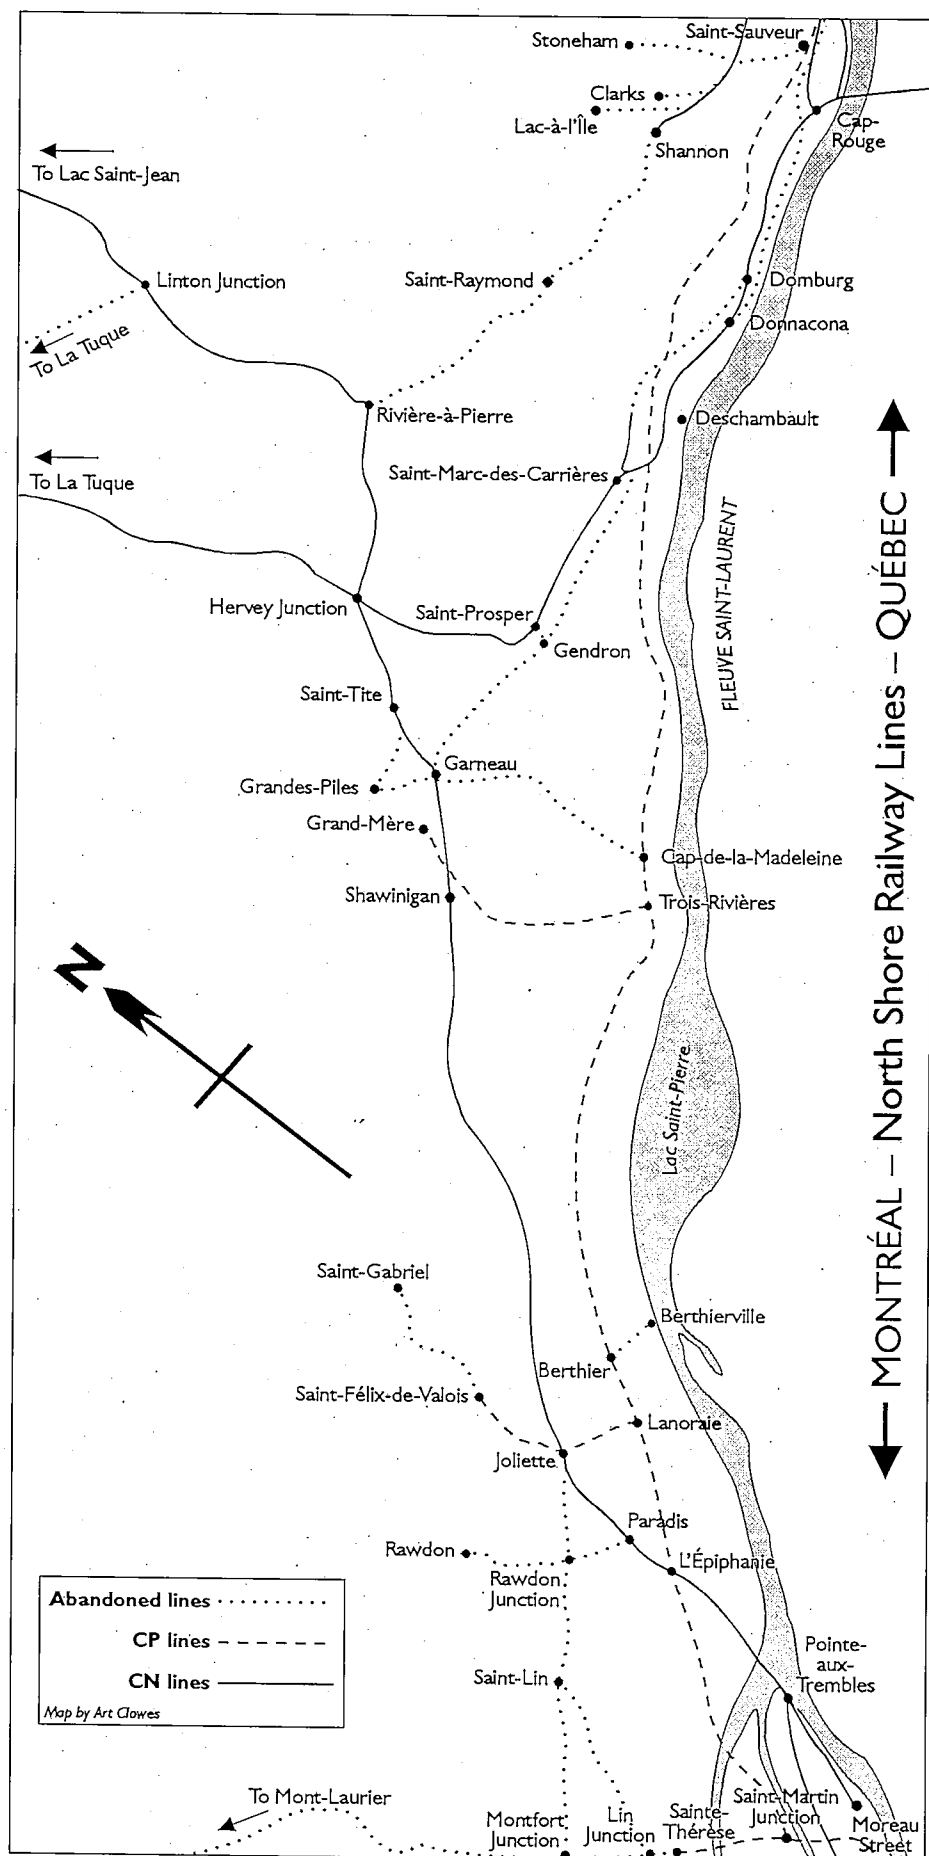 Stoneham
Saint-Sauveur
Clarks
Lac-à-l'Île
Cap-
Rouge
Shannon
To Lac Saint-Jean
Linton Junction
Saint-Raymond
Domburg
Donnacona
To La Tuque
Rivière-à-Pierre
Deschambault
Saint-Marc-des-Carrières
To La Tuque
FLEUVE SAINT-LAURENT
Hervey Junction
Saint-Prosper
Gendron
Saint-Tite
Garneau
Grandes-Piles
Grand-Mère
Cap-de-la-Madeleine
Shawinigan
Trois-Rivières
MONTRÉAL – North Shore Railway Lines – QUÉBEC
N
Lac Saint-Pierre
Saint-Gabriel
Berthierville
Berthier
Saint-Félix-de-Valois
Lanoraie
Joliette
Paradis
Rawdon
L'Épiphanie
Rawdon
Junction
Abandoned lines
CP lines
CN lines
Map by Art Clowes
Saint-Lin
Pointe-
aux-
Trembles
To Mont-Laurier
Montfort
Junction
Lin
Junction
Sainte-
Thérèse
Saint-Martin
Junction
Moreau
Street